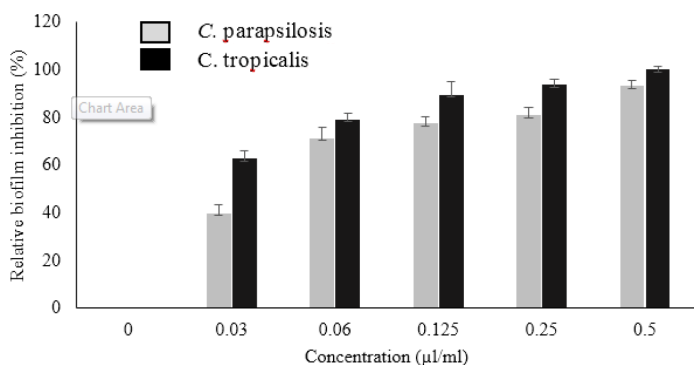 120
100
80
60
40
20
0
Relative biofilm inhibition (%)
C. parapsilosis
C. tropicalis
Chart Area
0 0.03 0.06 0.125 0.25 0.5
Concentration (µl/ml)